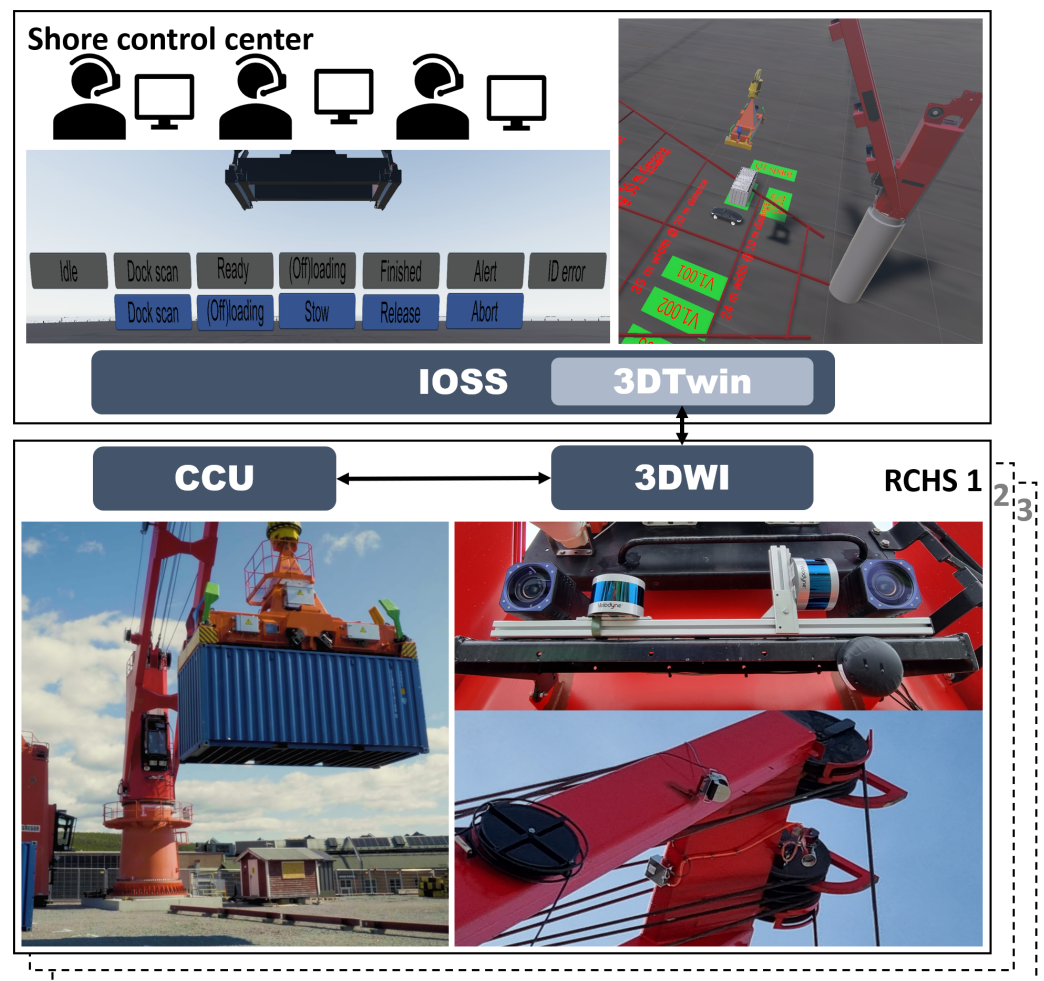 Shore control center
Idle Dock scan Ready (Off)loading Finished Alert ID error
Dock scan (Off)loading Stow Release Abort
V1.001
V1.002
IOSS 3DTwin
CCU 3DWI RCHS 1 2 3
Velodyne